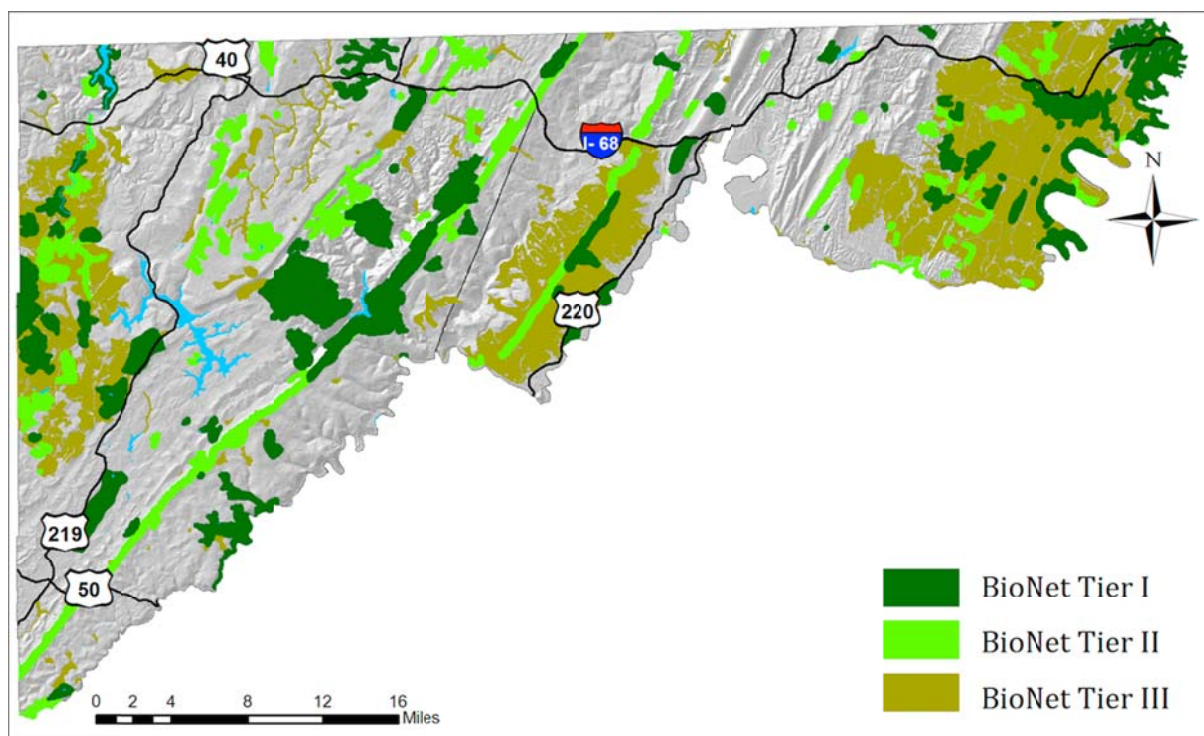 40
I- 68
N
220
219
50
BioNet Tier I
BioNet Tier II
BioNet Tier III
0 2 4 8 12 16
Miles